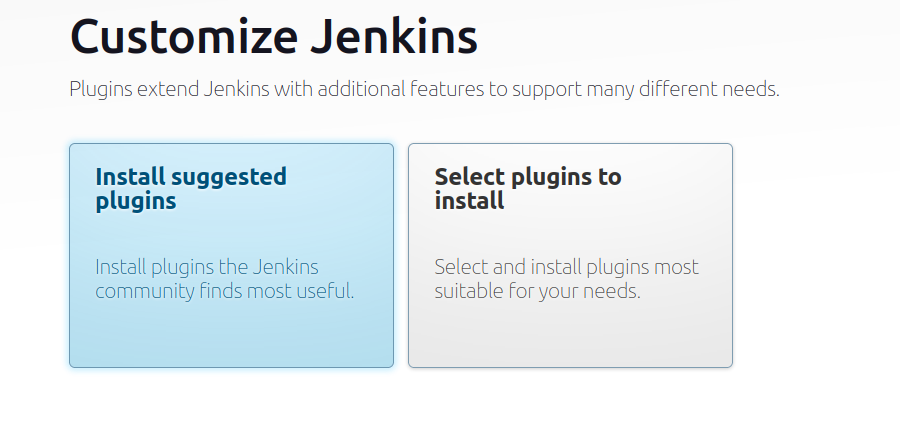 Customize Jenkins
Plugins extend Jenkins with additional features to support many different needs.
Install suggested
plugins
Install plugins the Jenkins
community finds most useful.
Select plugins to
install
Select and install plugins most
suitable for your needs.